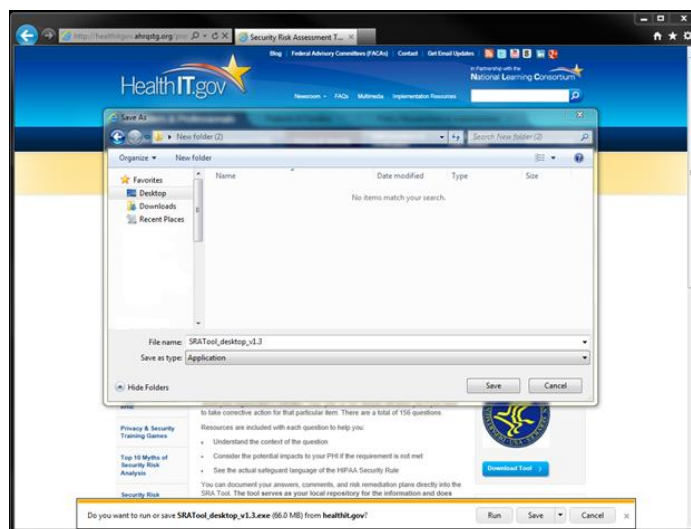 Security Risk Assessment T...
Blog | Federal Advisory Committees (FACAs) | Contact | Get Email Updates
HealthIT.gov
In Partnership with the
National Learning Consortium
Newsroom FAQs Multimedia Implementation Resources
Save As
New folder (2)
Search New folder (2)
Organize New folder
Name Date modified Type Size
Favorites
Desktop
Downloads
Recent Places
No items match your search.
File name: SRATool_desktop_v1.3
Save as type: Application
Hide Folders
Save Cancel
to take corrective action for that particular item. There are a total of 156 questions.
Privacy & Security
Training Games
Resources are included with each question to help you:
Understand the context of the question
Top 10 Myths of
Security Risk
Analysis
Consider the potential impacts to your PHI if the requirement is not met
See the actual safeguard language of the HIPAA Security Rule
Download Tool
You can document your answers, comments, and risk remediation plans directly into the
Security Risk
SRA Tool. The tool serves as your local repository for the information and does
Do you want to run or save SRATool_desktop_v1.3.exe (66.0 MB) from healthit.gov?
Run Save Cancel